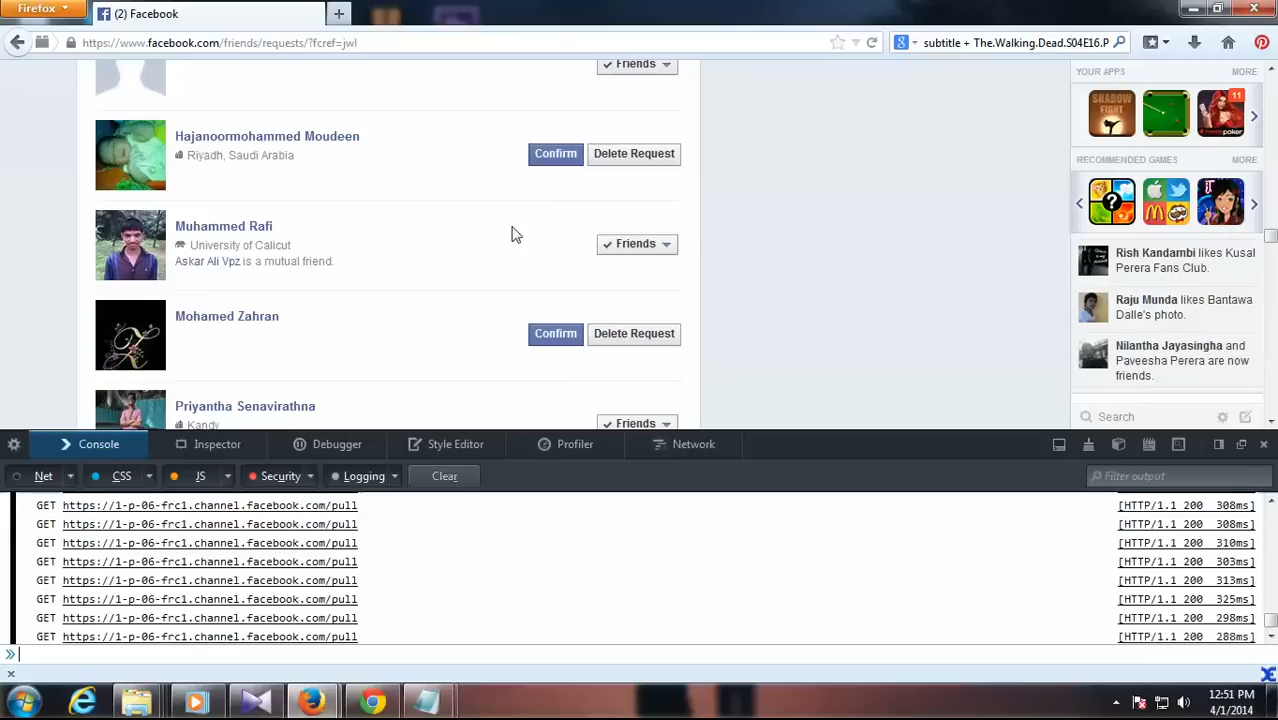 Firefox
(2) Facebook
https://www.facebook.com/friends/requests/?fcref=jwl
subtitle + The.Walking.Dead.S04E16.P
Friends
Hajanoormohammed Moudeen
Riyadh, Saudi Arabia
Confirm
Delete Request
Muhammed Rafi
University of Calicut
Askar Ali Vpz is a mutual friend.
Friends
Mohamed Zahran
Confirm
Delete Request
Priyantha Senavirathna
Kandy
Friends
YOUR APPS MORE
SHADOW
FIGHT
11
poker
RECOMMENDED GAMES MORE
?
Rish Kandambi likes Kusal
Perera Fans Club.
Raju Munda likes Bantawa
Dalle's photo.
Nilantha Jayasingha and
Paveesha Perera are now
friends.
Search
Console Inspector Debugger Style Editor Profiler Network
Net CSS JS Security Logging Clear Filter output
GET https://1-p-06-frc1.channel.facebook.com/pull [HTTP/1.1 200 308ms]
GET https://1-p-06-frc1.channel.facebook.com/pull [HTTP/1.1 200 308ms]
GET https://1-p-06-frc1.channel.facebook.com/pull [HTTP/1.1 200 310ms]
GET https://1-p-06-frc1.channel.facebook.com/pull [HTTP/1.1 200 303ms]
GET https://1-p-06-frc1.channel.facebook.com/pull [HTTP/1.1 200 313ms]
GET https://1-p-06-frc1.channel.facebook.com/pull [HTTP/1.1 200 325ms]
GET https://1-p-06-frc1.channel.facebook.com/pull [HTTP/1.1 200 298ms]
GET https://1-p-06-frc1.channel.facebook.com/pull [HTTP/1.1 200 288ms]
12:51 PM
4/1/2014